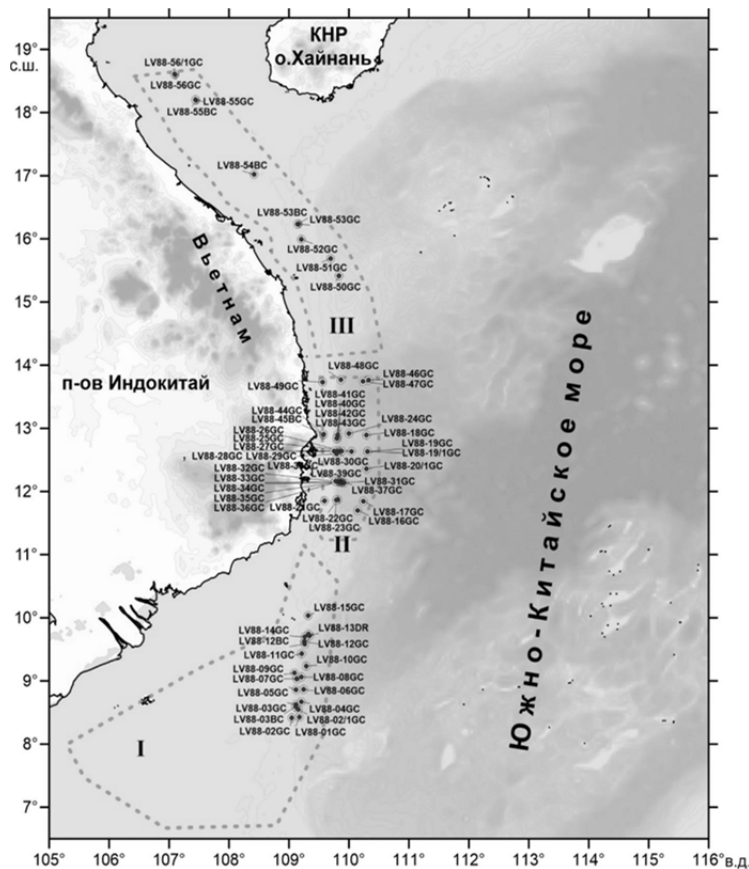 19°
с.ш.
18°
17°
16°
15°
14°
13°
12°
11°
10°
9°
8°
7°
КНР
о.Хайнань
LV88-56/1GC
LV88-56GC
LV88-55GC
LV88-55BC
LV88-54BC
LV88-53BC
LV88-53GC
LV88-52GC
LV88-51GC
LV88-50GC
Вьетнам
III
п-ов Индокитай
LV88-48GC
LV88-46GC
LV88-49GC
LV88-47GC
LV88-41GC
LV88-40GC
LV88-44GC
LV88-42GC
LV88-45BC
LV88-43GC
LV88-24GC
LV88-26GC
LV88-18GC
LV88-25GC
LV88-27GC
LV88-19GC
LV88-28GC
LV88-29GC
LV88-19/1GC
LV88-30GC
LV88-20/1GC
LV88-32GC
LV88-39GC
LV88-33GC
LV88-31GC
LV88-34GC
LV88-37GC
LV88-35GC
LV88-36GC
LV88-17GC
LV88-22GC
LV88-16GC
LV88-23GC
II
Южно-Китайское море
LV88-15GC
LV88-14GC
LV88-13DR
LV88-12BC
LV88-12GC
LV88-11GC
LV88-10GC
LV88-09GC
LV88-07GC
LV88-08GC
LV88-05GC
LV88-06GC
LV88-03GC
LV88-04GC
LV88-03BC
LV88-02/1GC
LV88-02GC
LV88-01GC
I
105° 106° 107° 108° 109° 110° 111° 112° 113° 114° 115° 116° в.д.